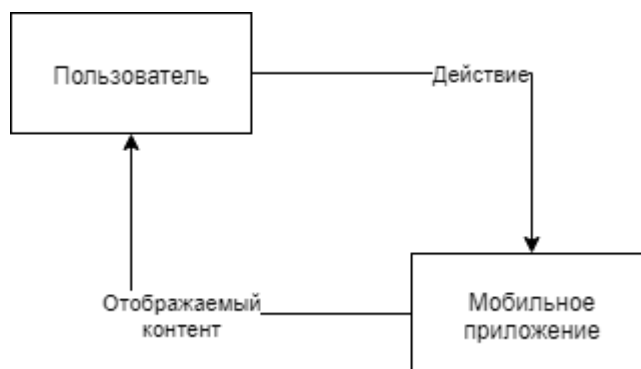 Пользователь
Действие
Отображаемый
контент
Мобильное
приложение